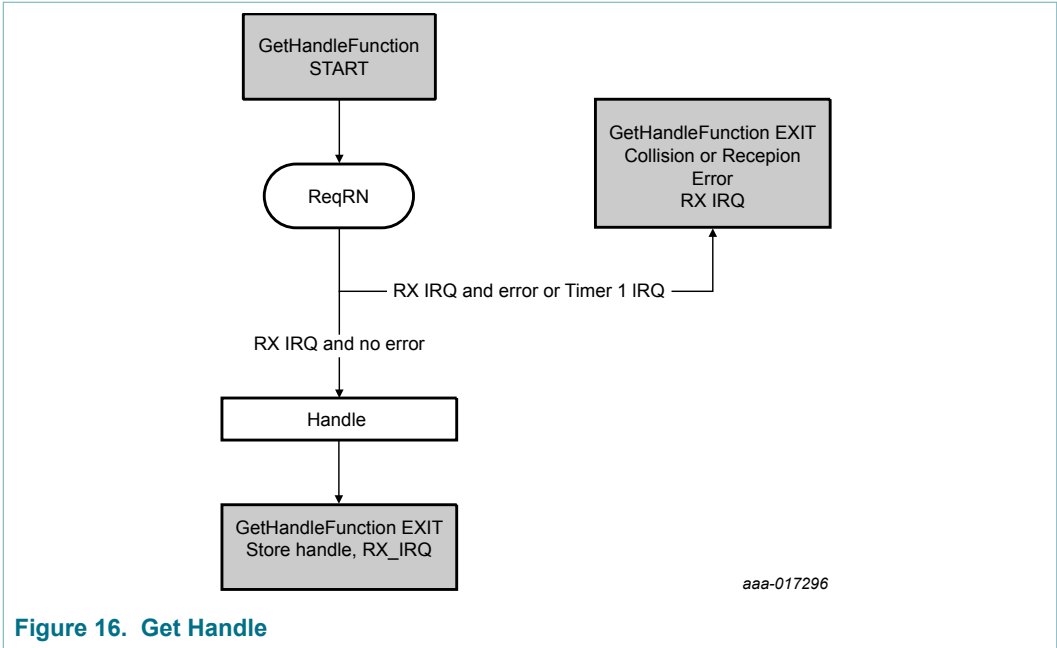 GetHandleFunction
START
GetHandleFunction EXIT
Collision or Recepion
Error
RX IRQ
ReqRN
RX IRQ and error or Timer 1 IRQ
RX IRQ and no error
Handle
GetHandleFunction EXIT
Store handle, RX_IRQ
aaa-017296
Figure 16. Get Handle